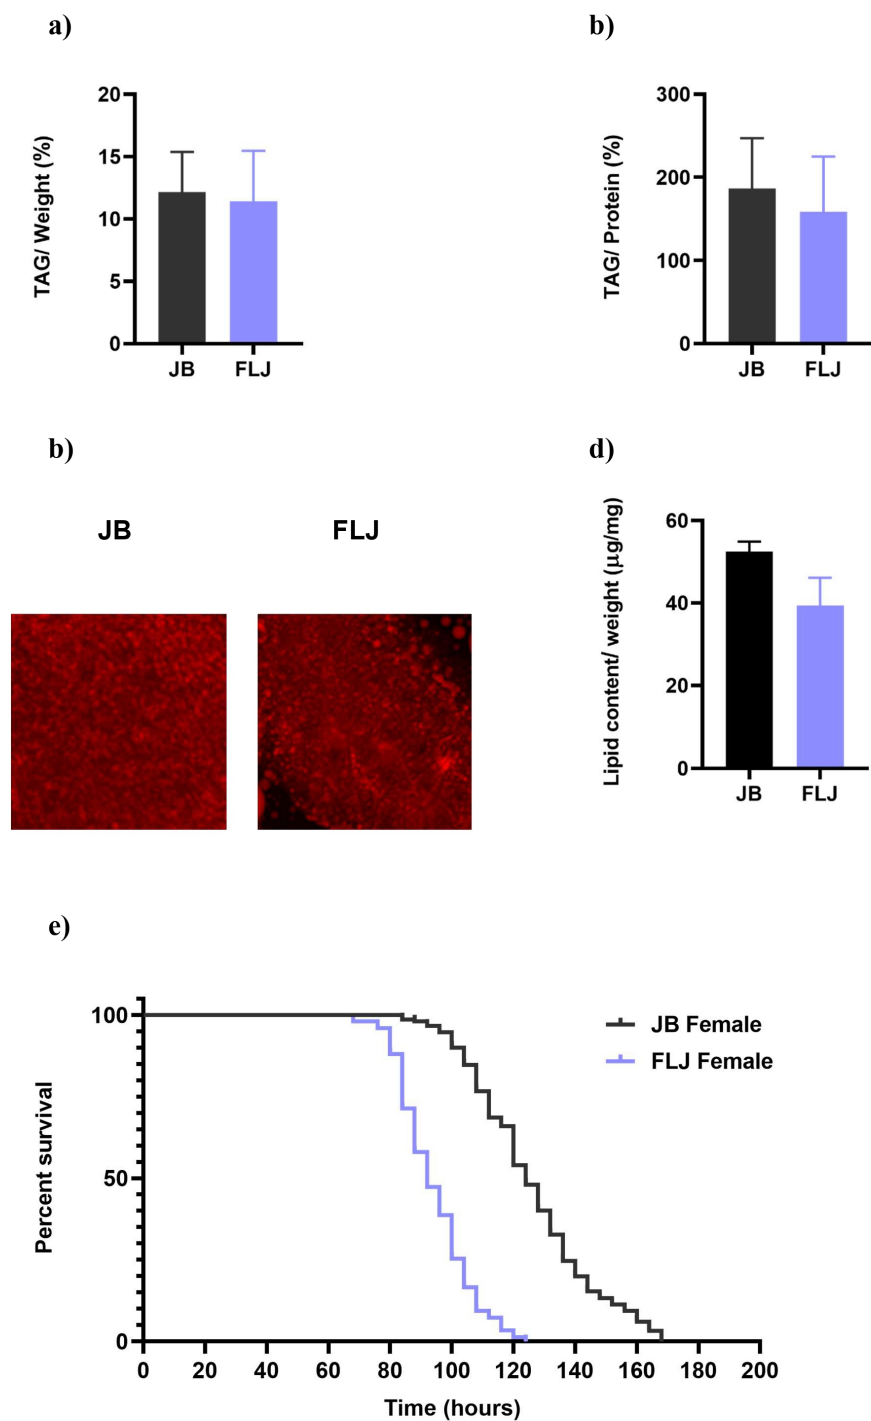 a)
TAG/ Weight (%)
20
15
10
5
0
JB FLJ
b)
TAG/ Protein (%)
300
200
100
0
JB FLJ
b)
JB FLJ
d)
Lipid content/ weight (µg/mg)
60
40
20
0
JB FLJ
e)
Percent survival
100
50
0
JB Female
FLJ Female
0 20 40 60 80 100 120 140 160 180 200
Time (hours)